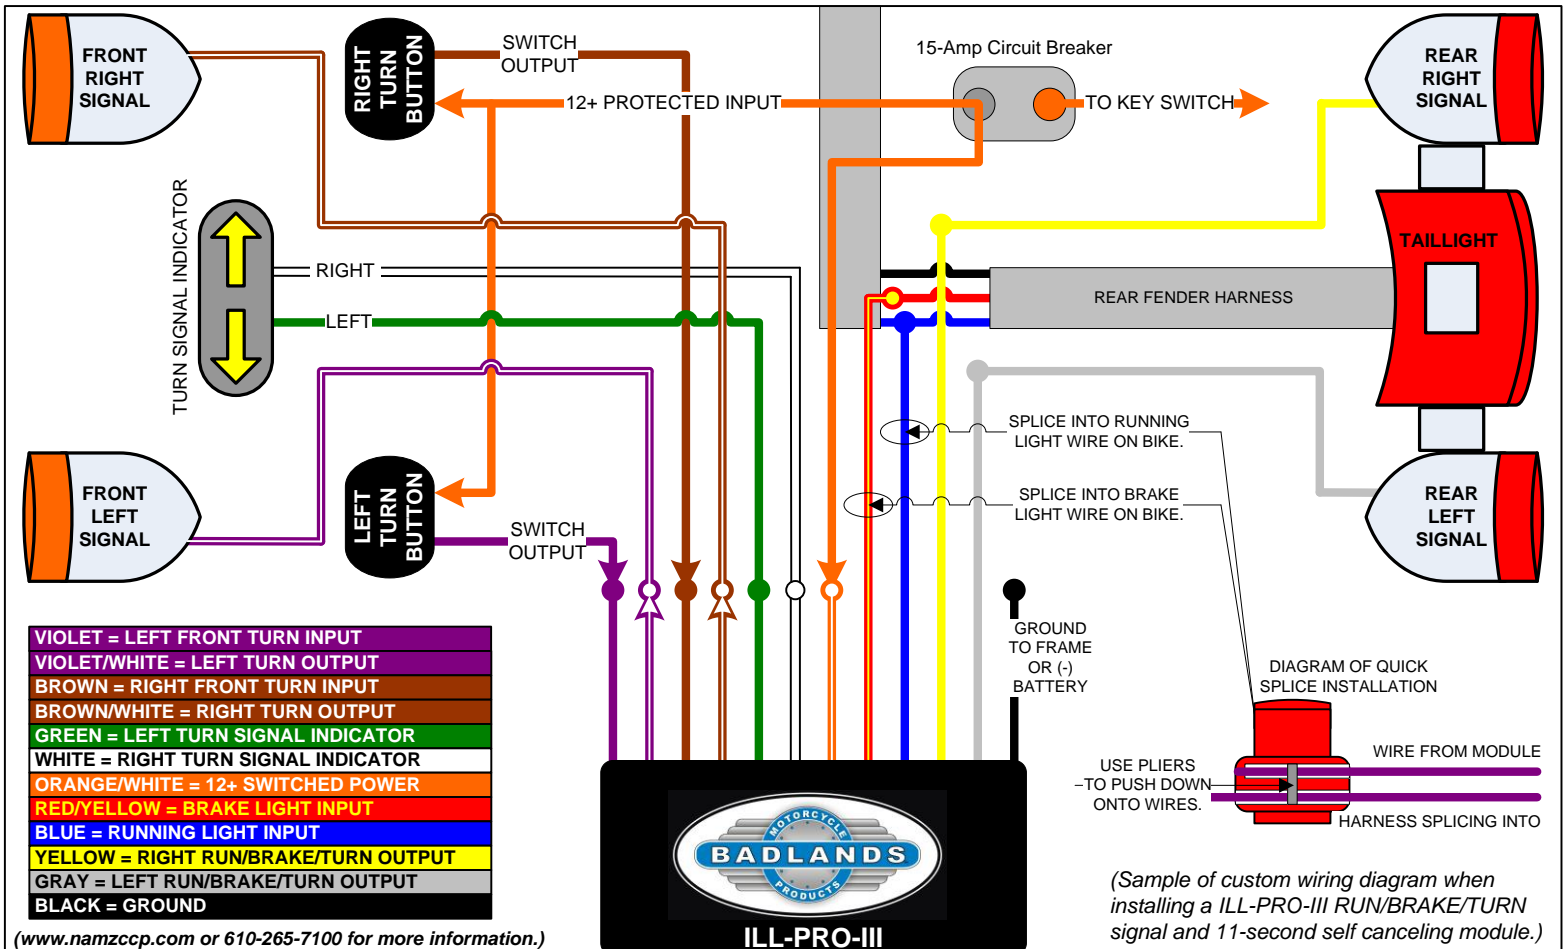 FRONT
RIGHT
SIGNAL
RIGHT
TURN
BUTTON
SWITCH
OUTPUT
12+ PROTECTED INPUT
15-Amp Circuit Breaker
TO KEY SWITCH
REAR
RIGHT
SIGNAL
TURN SIGNAL INDICATOR
RIGHT
LEFT
TAILLIGHT
REAR FENDER HARNESS
SPLICE INTO RUNNING
LIGHT WIRE ON BIKE.
SPLICE INTO BRAKE
LIGHT WIRE ON BIKE.
FRONT
LEFT
SIGNAL
LEFT
TURN
BUTTON
SWITCH
OUTPUT
REAR
LEFT
SIGNAL
GROUND
TO FRAME
OR (-)
BATTERY
DIAGRAM OF QUICK
SPLICE INSTALLATION
WIRE FROM MODULE
USE PLIERS
–TO PUSH DOWN
ONTO WIRES.
HARNESS SPLICING INTO
VIOLET = LEFT FRONT TURN INPUT
VIOLET/WHITE = LEFT TURN OUTPUT
BROWN = RIGHT FRONT TURN INPUT
BROWN/WHITE = RIGHT TURN OUTPUT
GREEN = LEFT TURN SIGNAL INDICATOR
WHITE = RIGHT TURN SIGNAL INDICATOR
ORANGE/WHITE = 12+ SWITCHED POWER
RED/YELLOW = BRAKE LIGHT INPUT
BLUE = RUNNING LIGHT INPUT
YELLOW = RIGHT RUN/BRAKE/TURN OUTPUT
GRAY = LEFT RUN/BRAKE/TURN OUTPUT
BLACK = GROUND
(www.namzccp.com or 610-265-7100 for more information.)
MOTORCYCLE
BADLANDS
PRODUCTS
ILL-PRO-III
(Sample of custom wiring diagram when
installing a ILL-PRO-III RUN/BRAKE/TURN
signal and 11-second self canceling module.)